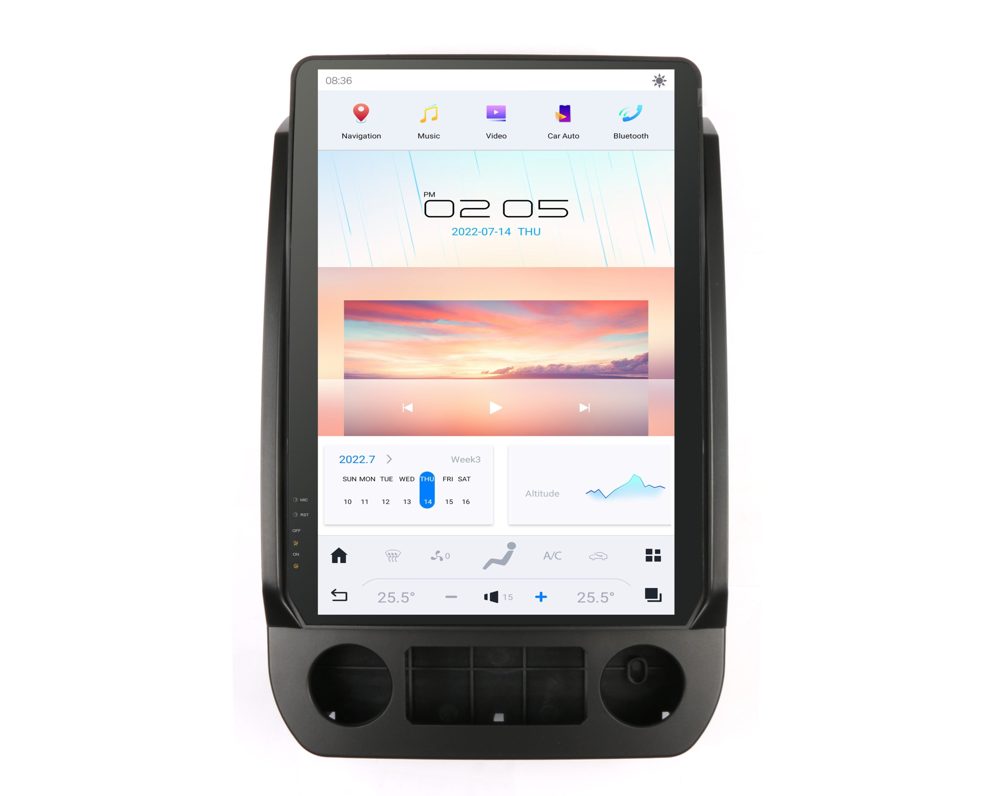 08:36
Navigation Music Video Car Auto Bluetooth
PM
02 05
2022-07-14 THU
2022.7 > Week3
SUN MON TUE WED THU FRI SAT
10 11 12 13 14 15 16
Altitude
MIC
RST
OFF
ON
0 A/C
25.5° − 15 + 25.5°